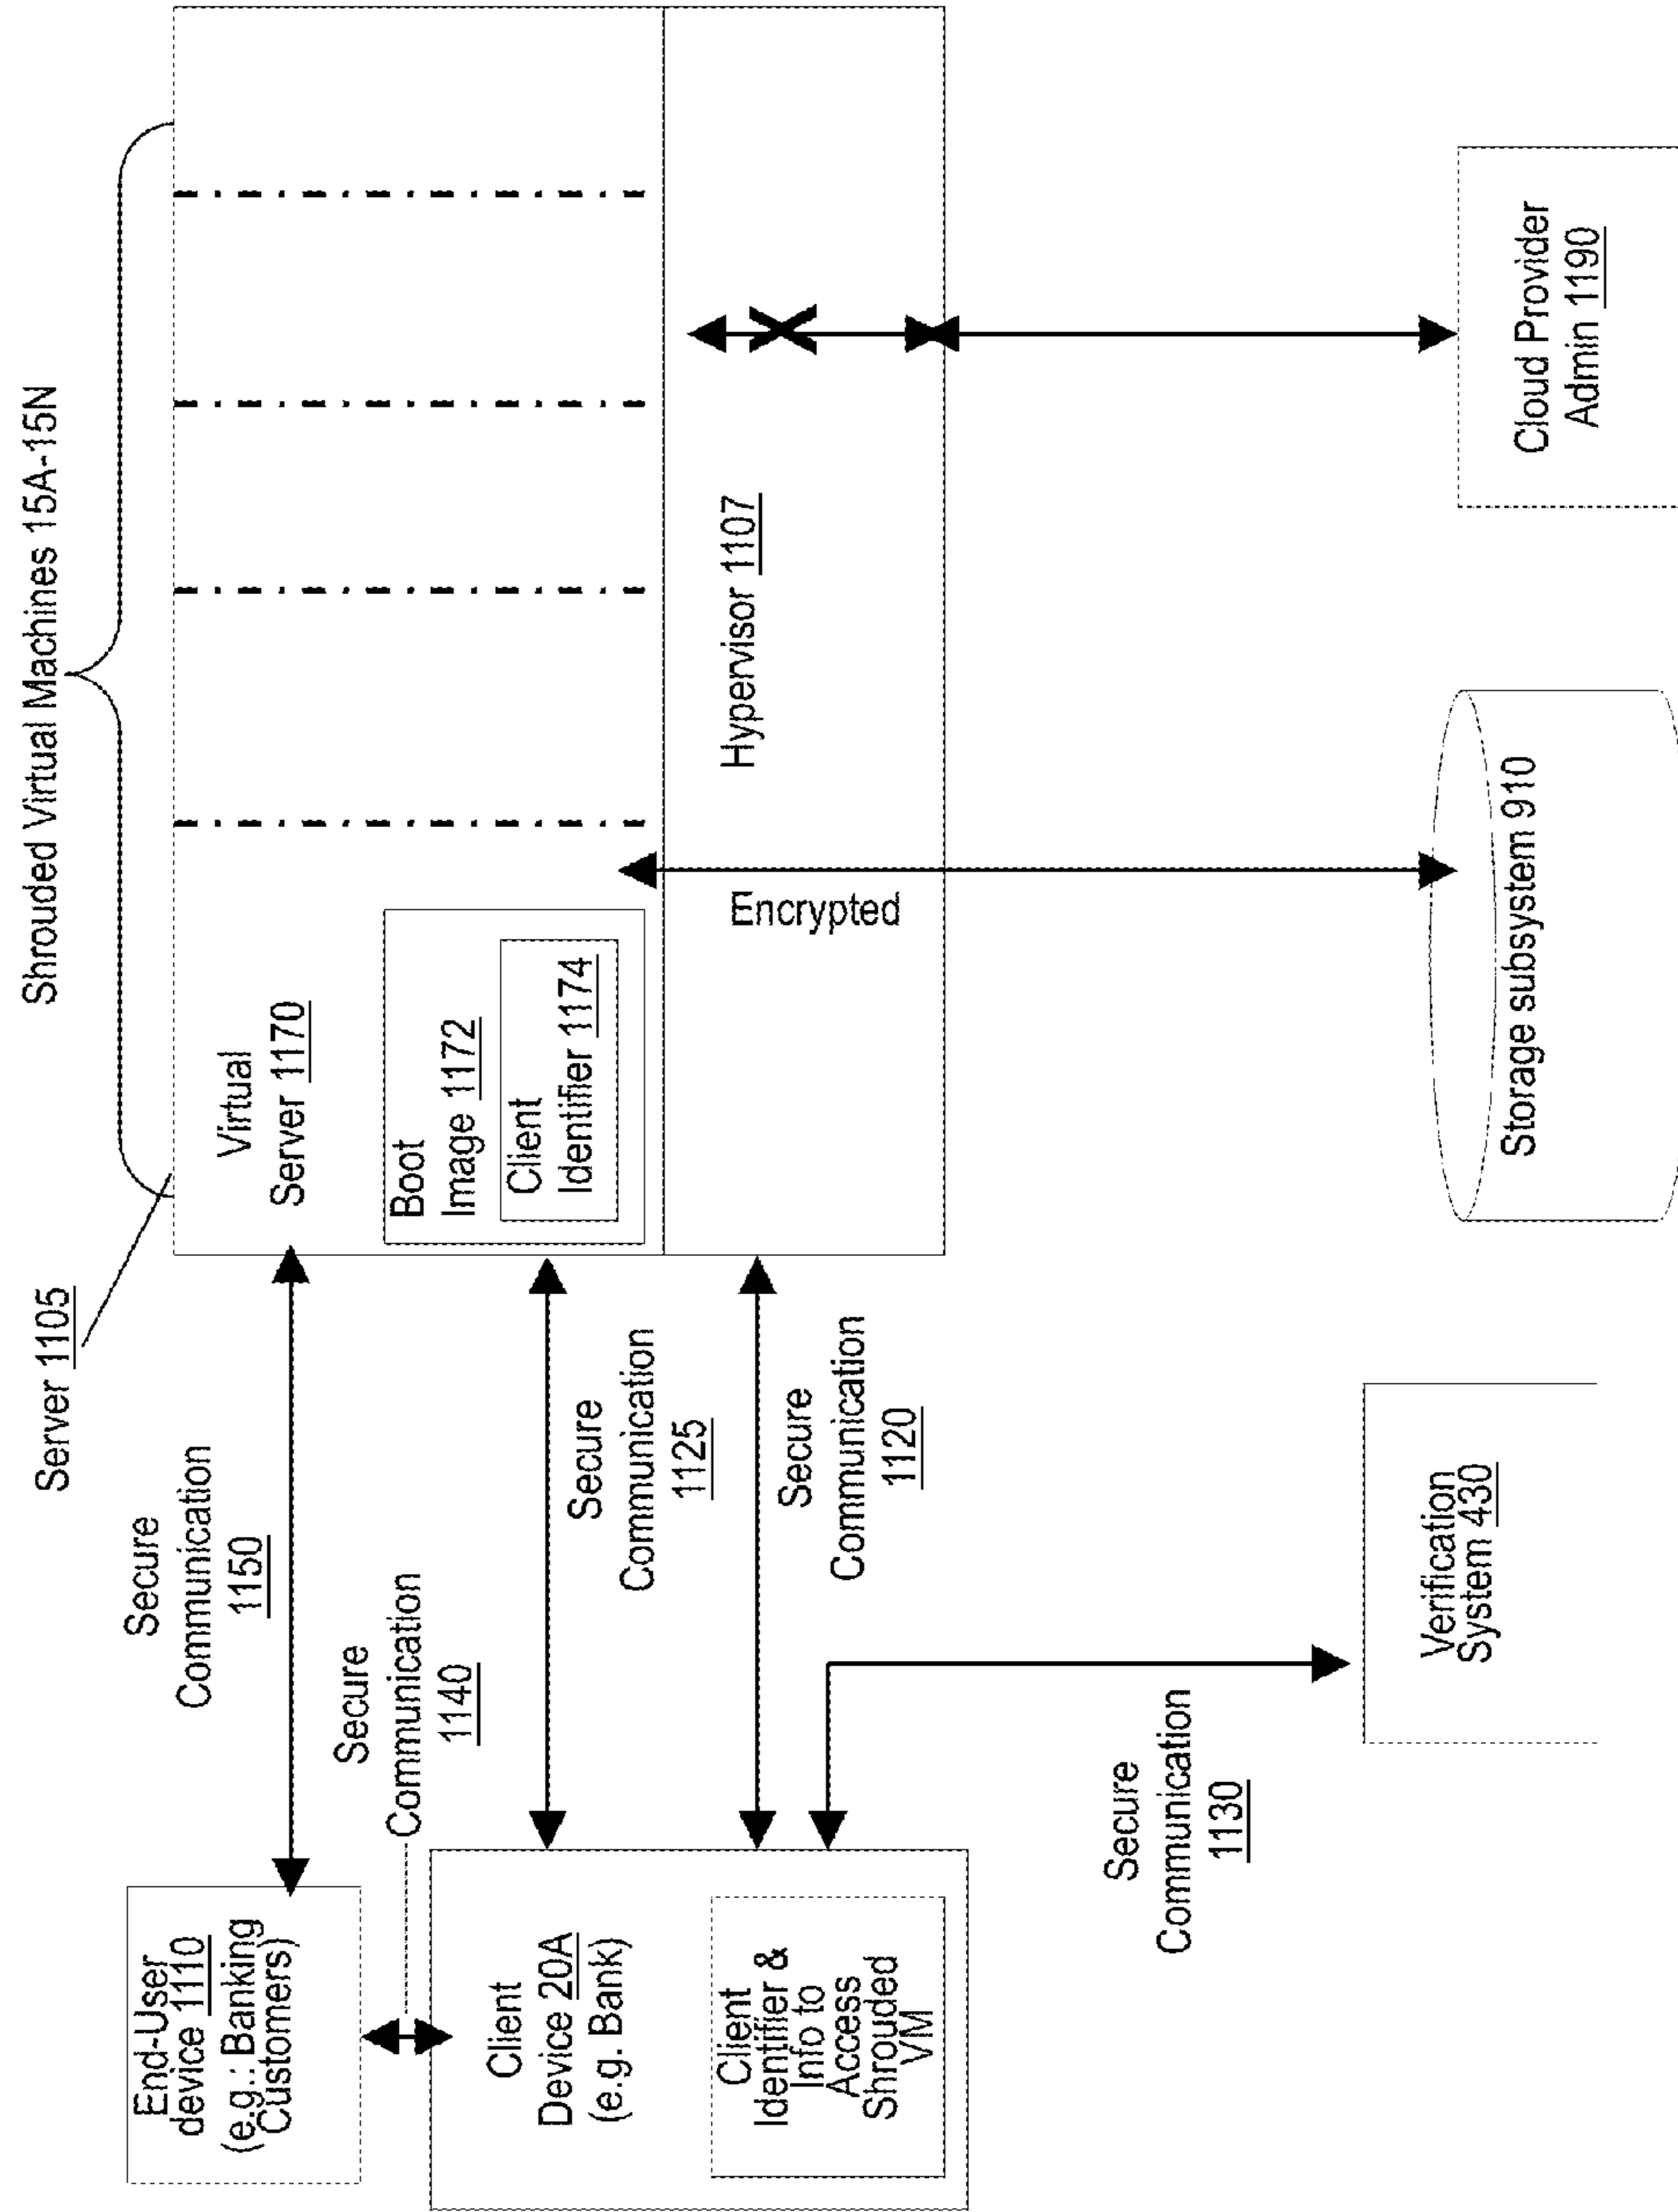 Shrouded Virtual Machines 15A-15N
Server 1105
End-User
device 1110
(e.g.: Banking
Customers)
Secure
Communication
1150
Virtual
Server 1170
Secure
Communication
1140
Boot
Image 1172
Client
Identifier 1174
Client
Device 20A
(e.g. Bank)
Secure
Communication
1125
Client
Identifier &
Info to
Access
Shrouded
VM
Secure
Communication
1120
Encrypted
Hypervisor 1107
Secure
Communication
1130
Verification
System 430
Storage subsystem 910
Cloud Provider
Admin 1190